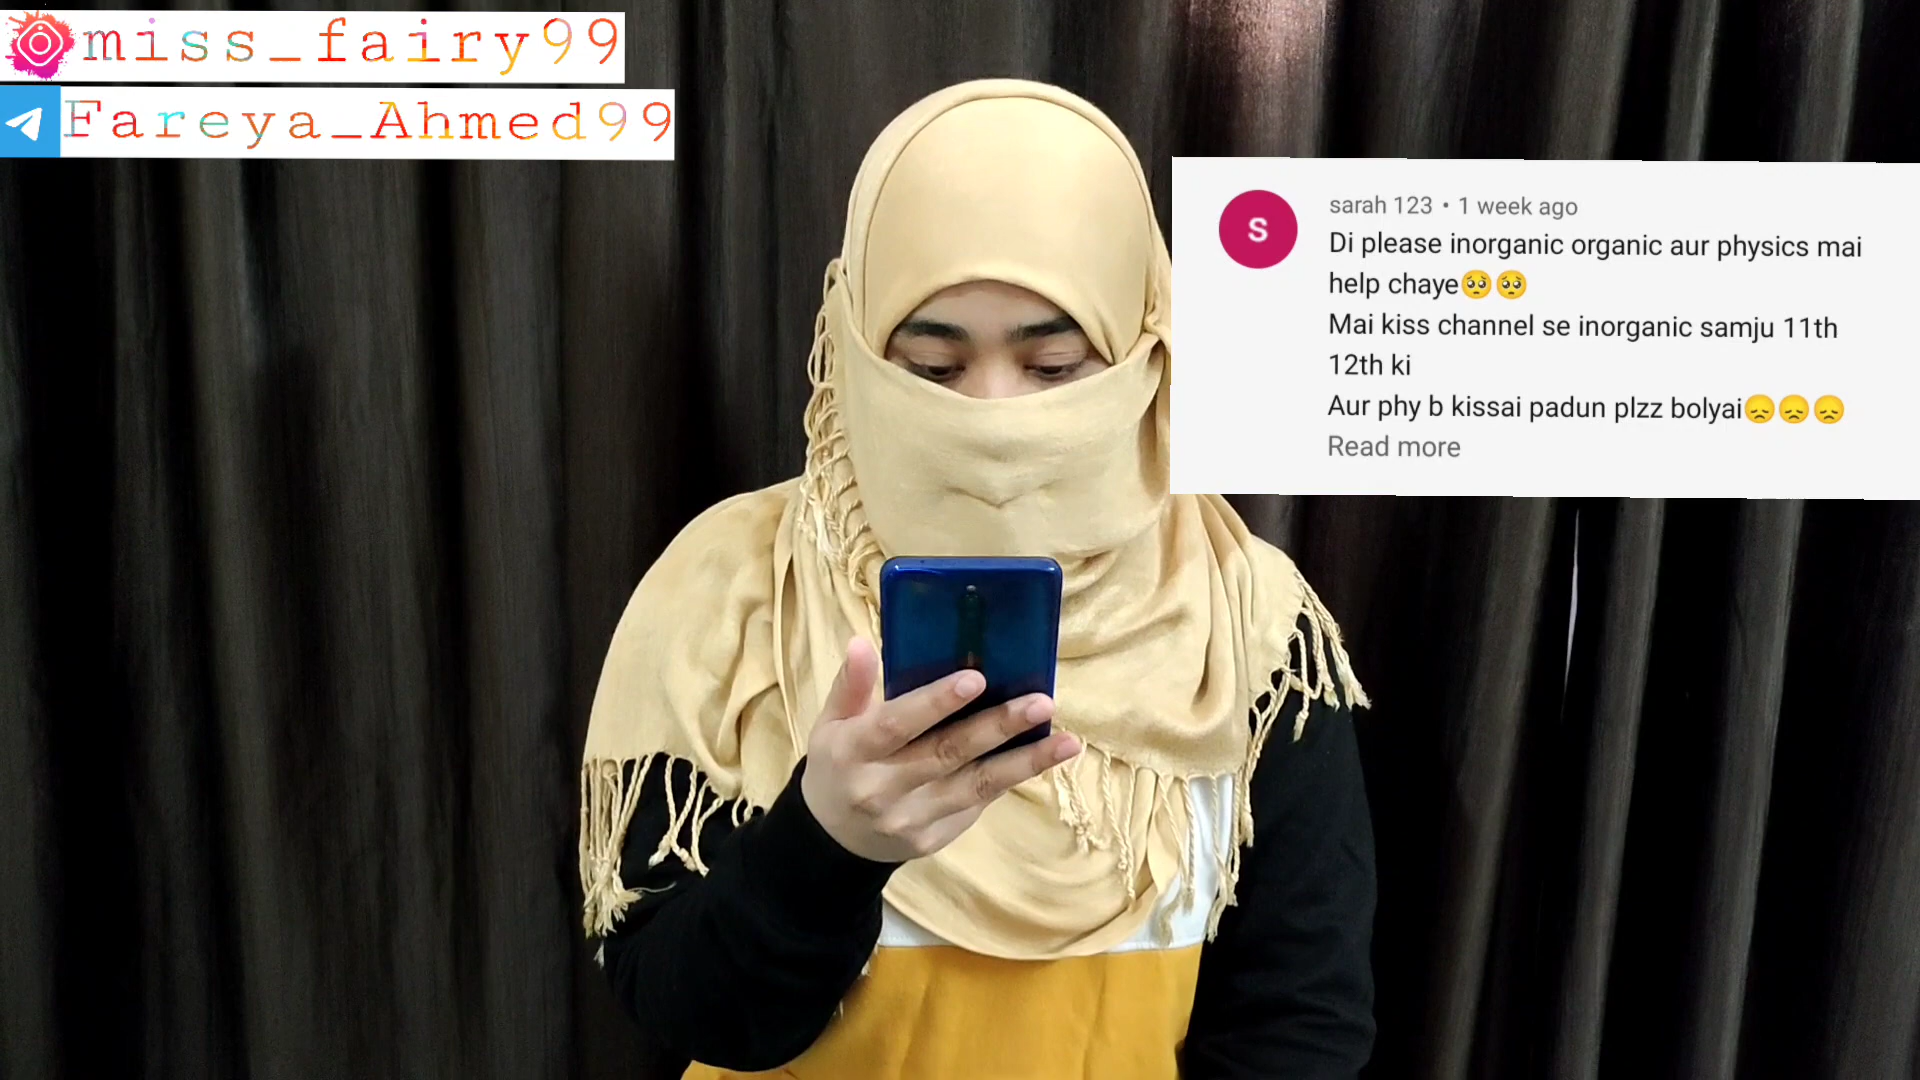 miss_fairy99
Fareya_Ahmed99
S
sarah 123 • 1 week ago
Di please inorganic organic aur physics mai
help chaye🥺🥺
Mai kiss channel se inorganic samju 11th
12th ki
Aur phy b kissai padun plzz bolyai😞😞😞
Read more